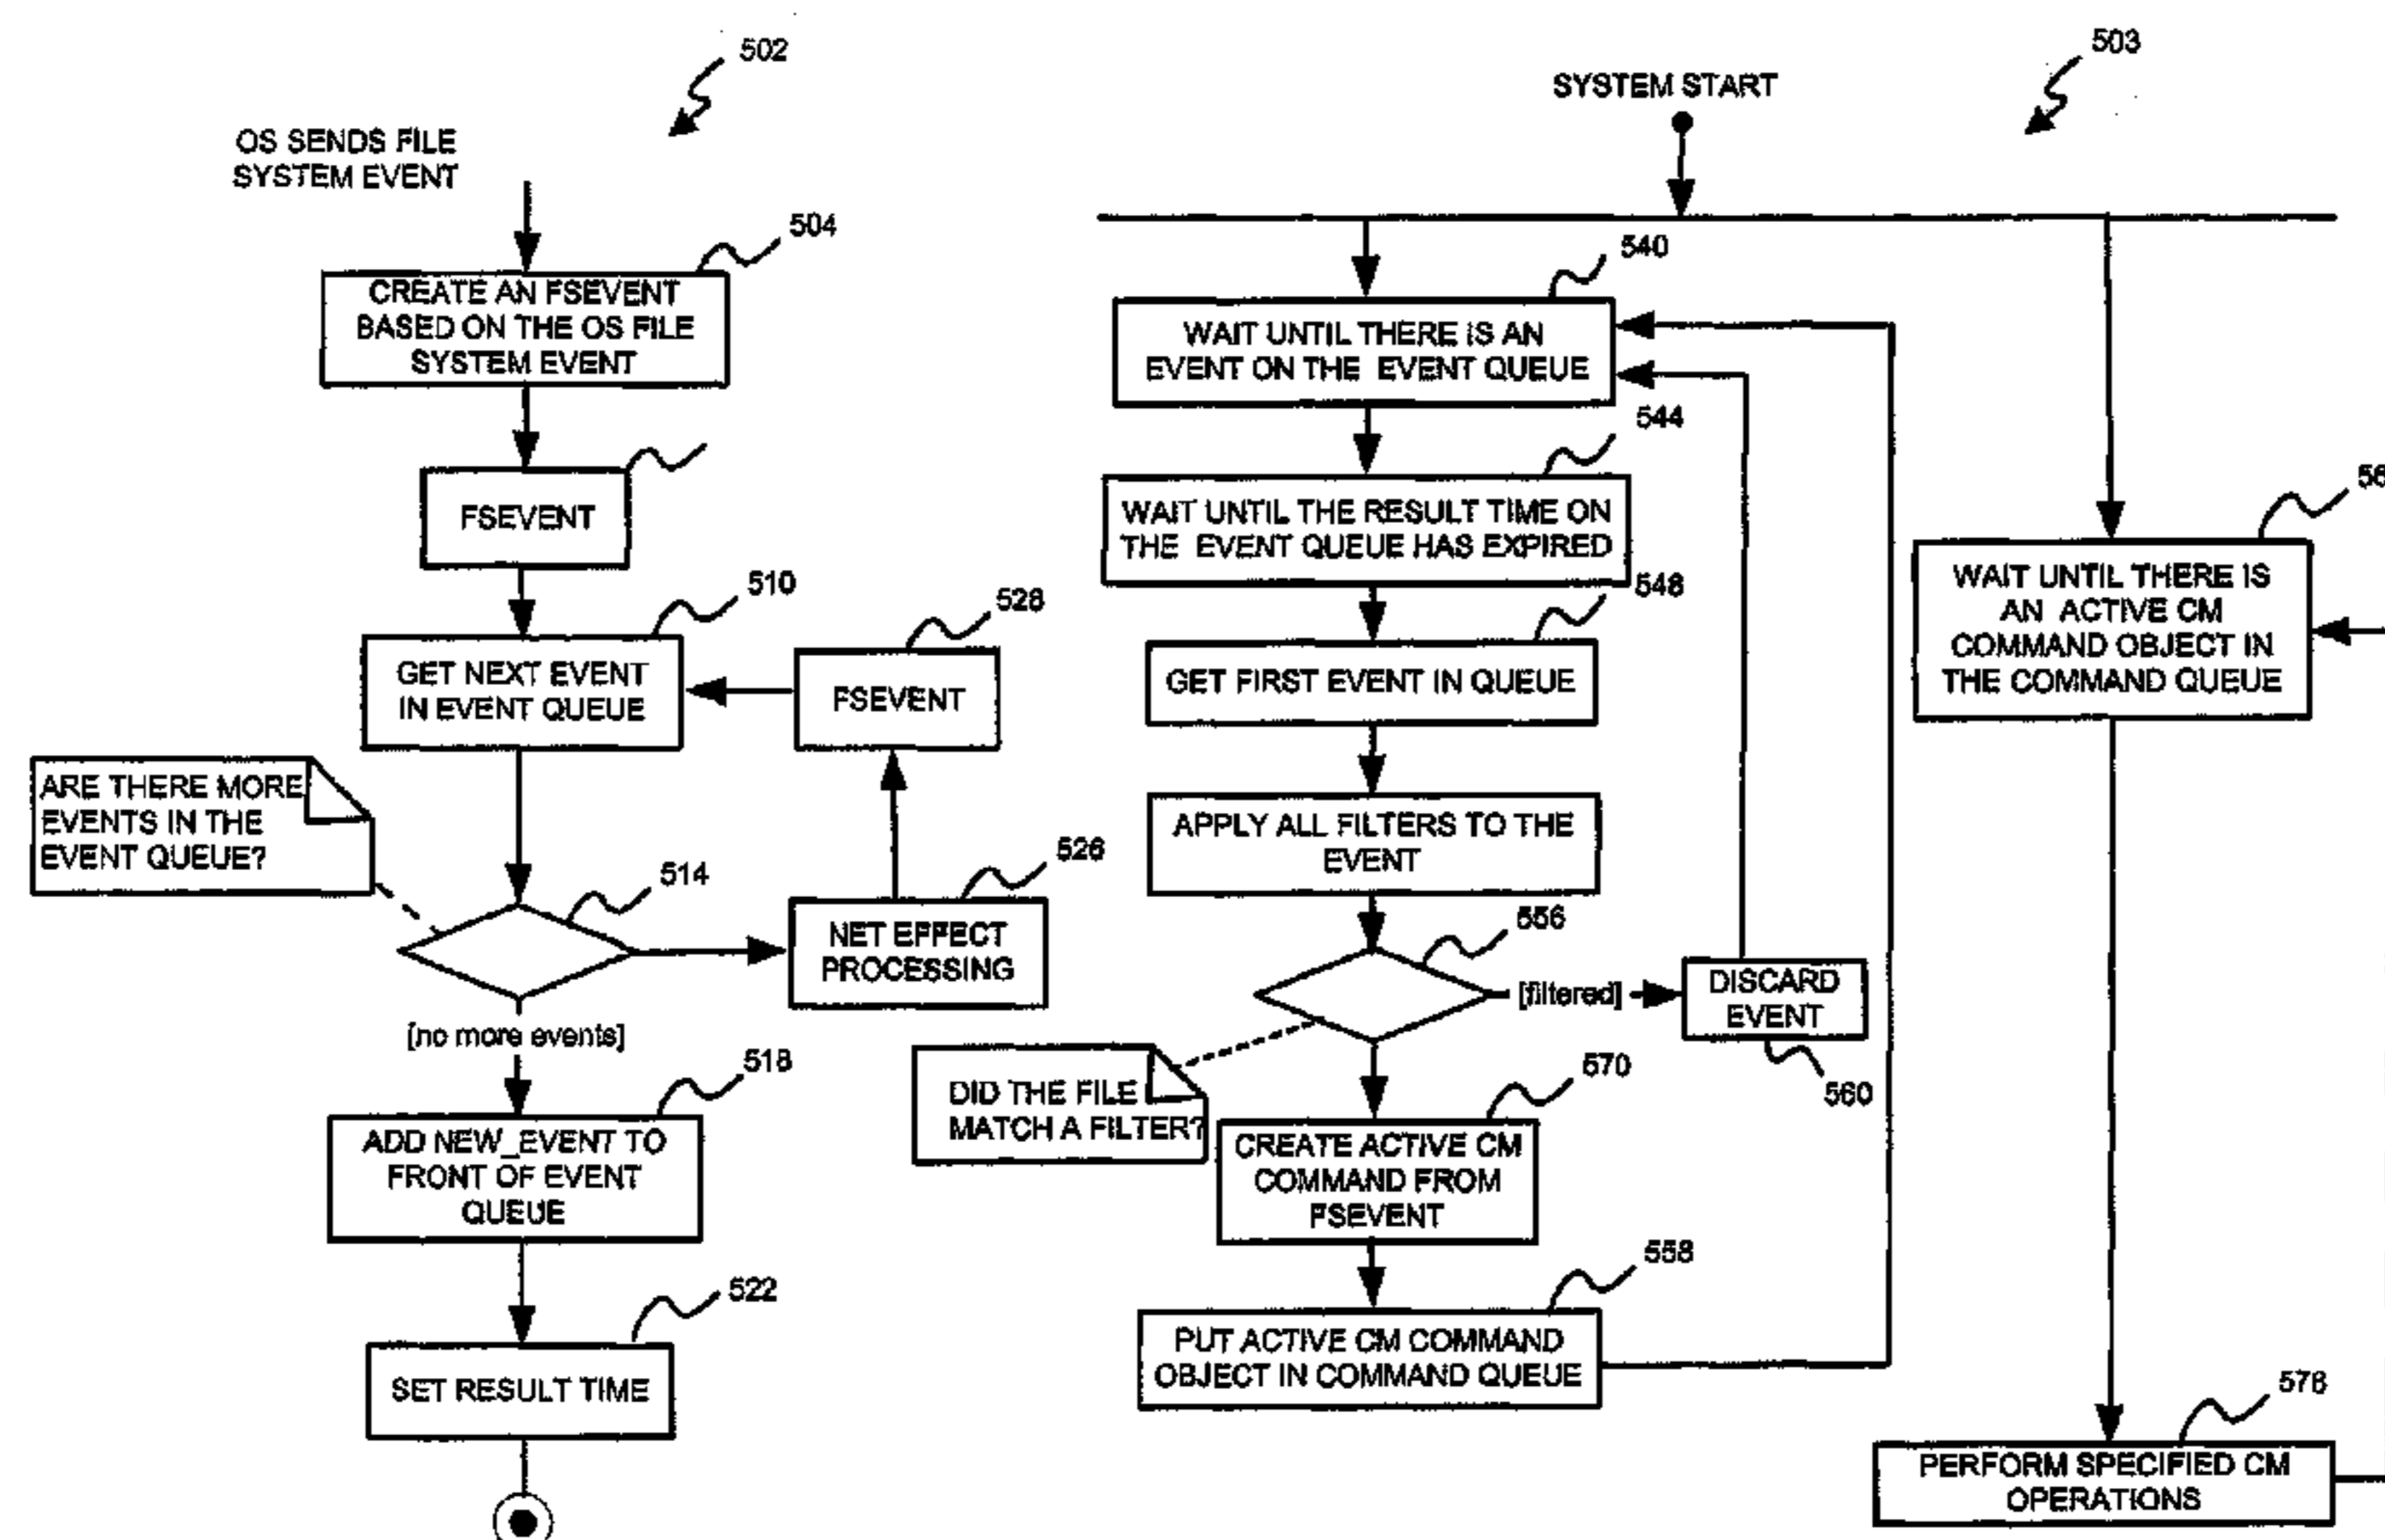 502
OS SENDS FILE
SYSTEM EVENT
504
CREATE AN FSEVENT
BASED ON THE OS FILE
SYSTEM EVENT
FSEVENT
510
GET NEXT EVENT
IN EVENT QUEUE
528
FSEVENT
ARE THERE MORE
EVENTS IN THE
EVENT QUEUE?
514
526
NET EFFECT
PROCESSING
[no more events]
518
ADD NEW_EVENT TO
FRONT OF EVENT
QUEUE
522
SET RESULT TIME
503
SYSTEM START
540
WAIT UNTIL THERE IS AN
EVENT ON THE EVENT QUEUE
544
WAIT UNTIL THE RESULT TIME ON
THE EVENT QUEUE HAS EXPIRED
548
GET FIRST EVENT IN QUEUE
APPLY ALL FILTERS TO THE
EVENT
556
[filtered]
DISCARD
EVENT
560
DID THE FILE
MATCH A FILTER?
570
CREATE ACTIVE CM
COMMAND FROM
FSEVENT
558
PUT ACTIVE CM COMMAND
OBJECT IN COMMAND QUEUE
WAIT UNTIL THERE IS
AN ACTIVE CM
COMMAND OBJECT IN
THE COMMAND QUEUE
576
PERFORM SPECIFIED CM
OPERATIONS